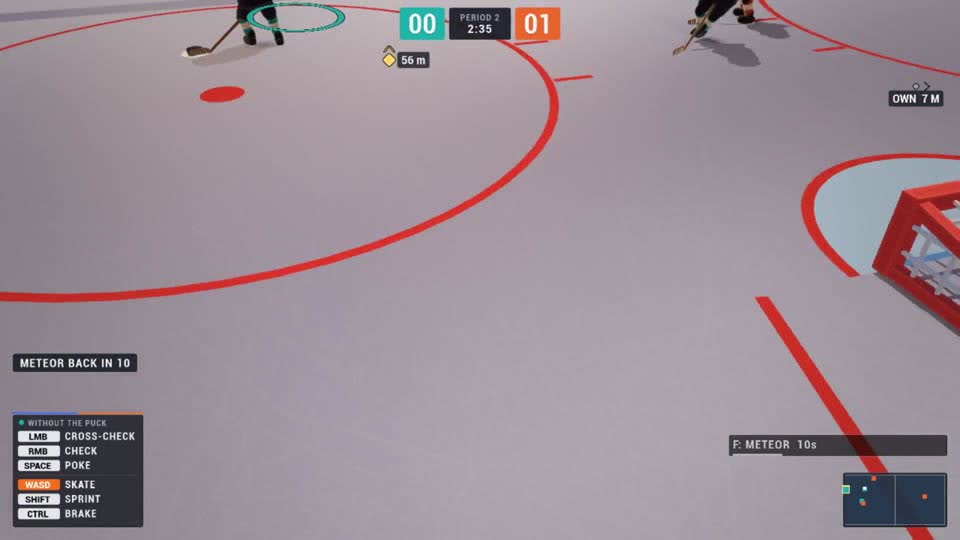 00
PERIOD 2
2:35
01
56 m
OWN 7 M
METEOR BACK IN 10
WITHOUT THE PUCK
LMB CROSS-CHECK
RMB CHECK
SPACE POKE
WASD SKATE
SHIFT SPRINT
CTRL BRAKE
F: METEOR 10s